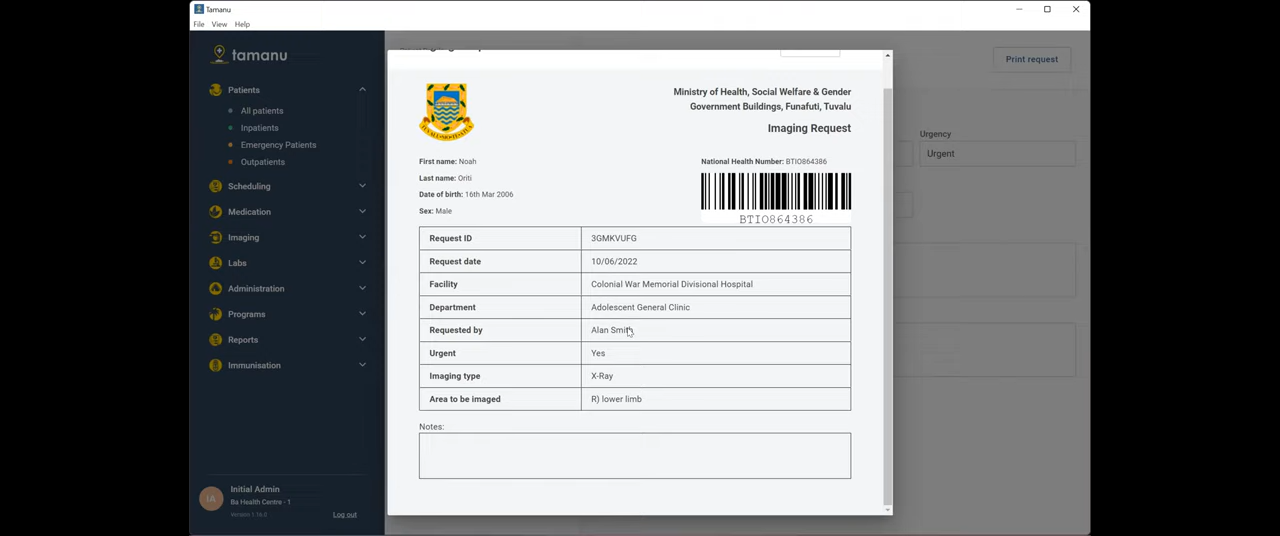 Tamanu
File View Help
tamanu
Patients
All patients
Inpatients
Emergency Patients
Outpatients
Scheduling
Medication
Imaging
Labs
Administration
Programs
Reports
Immunisation
IA
Initial Admin
Ba Health Centre - 1
Version 1.16.0
Log out
Print request
Urgency
Urgent
Ministry of Health, Social Welfare & Gender
Government Buildings, Funafuti, Tuvalu
Imaging Request
First name: Noah
Last name: Oriti
Date of birth: 16th Mar 2006
Sex: Male
National Health Number: BTIO864386
BTIO864386
Request ID 3GMKVUFG
Request date 10/06/2022
Facility Colonial War Memorial Divisional Hospital
Department Adolescent General Clinic
Requested by Alan Smith
Urgent Yes
Imaging type X-Ray
Area to be imaged R) lower limb
Notes: